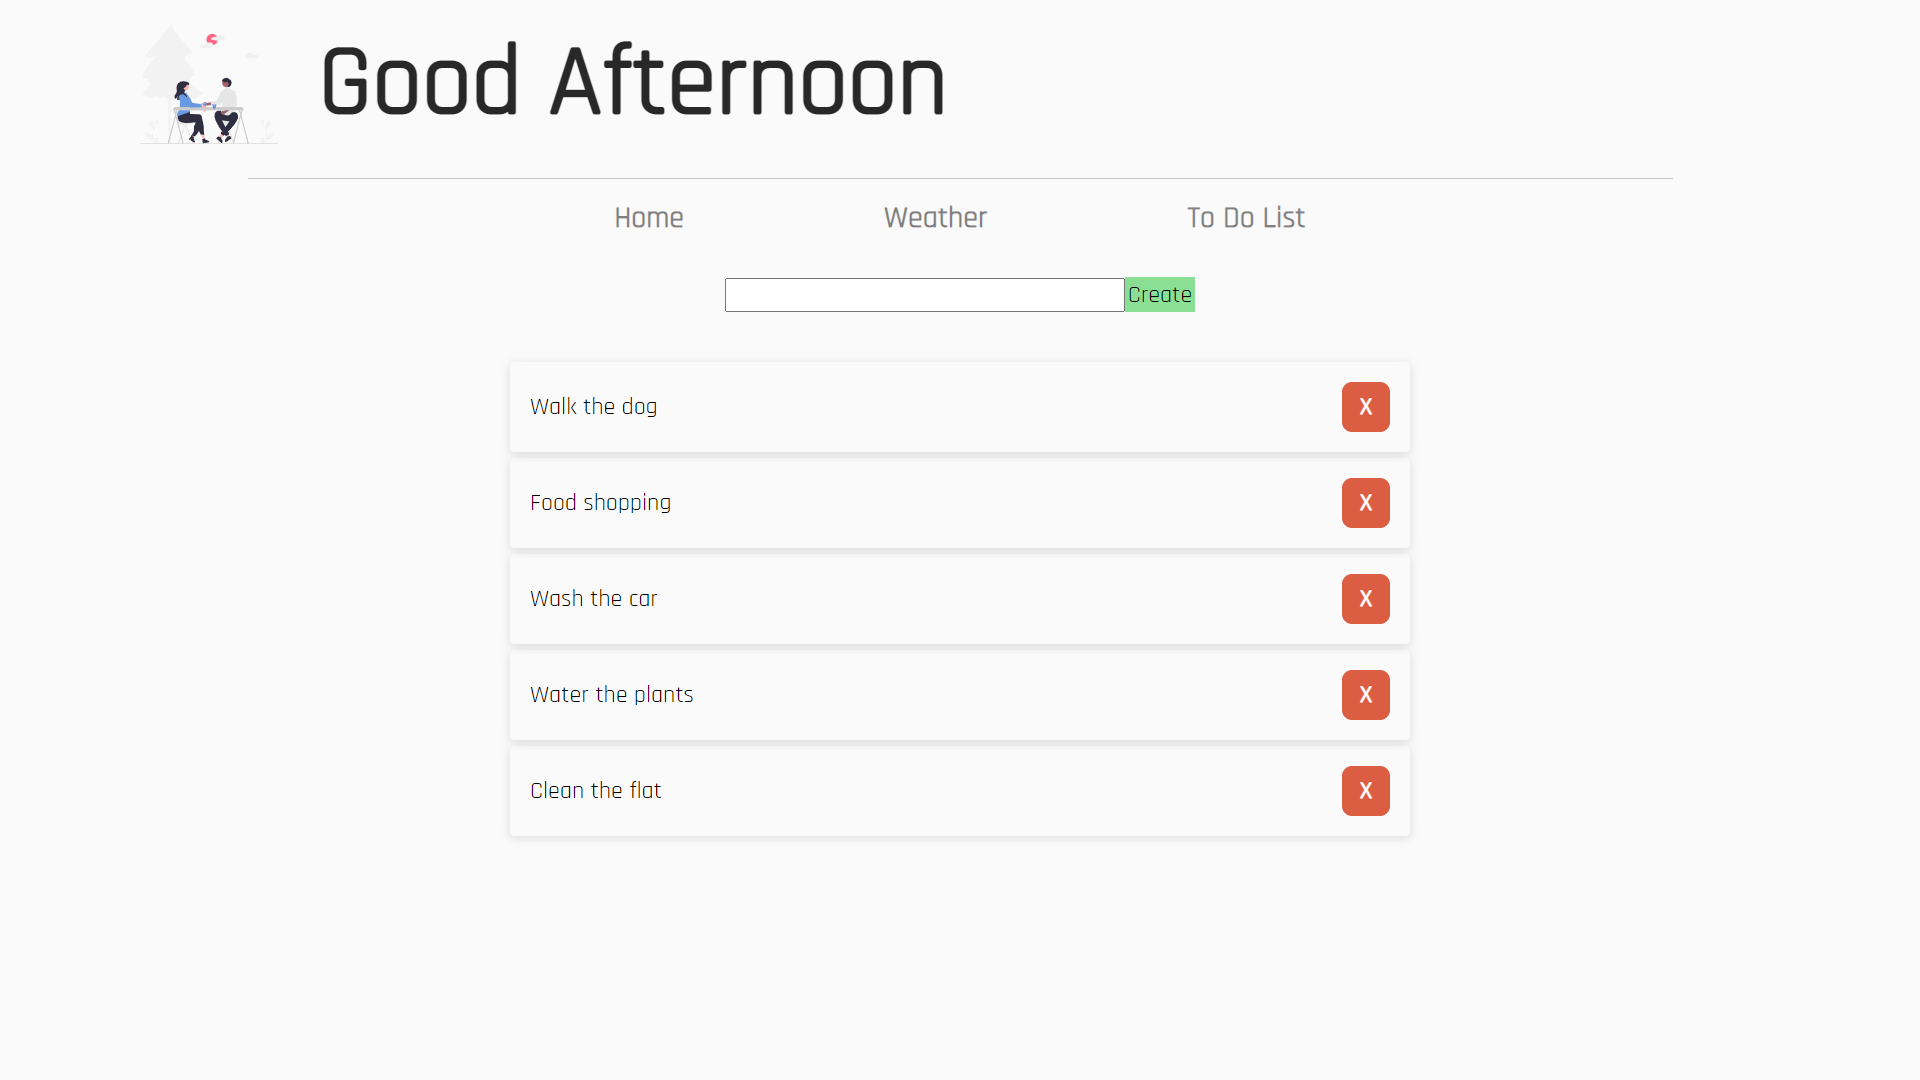 Good Afternoon
Home Weather To Do List
Create
Walk the dog X
Food shopping X
Wash the car X
Water the plants X
Clean the flat X